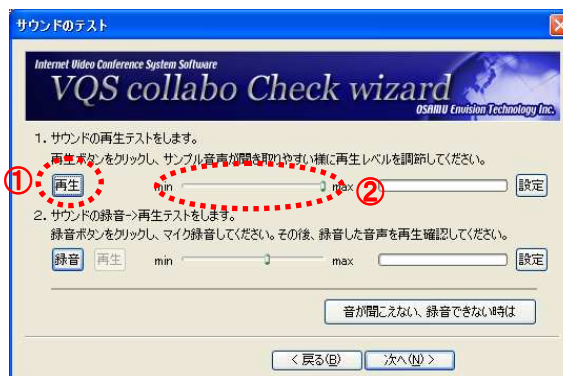 サウンドのテスト
Internet Video Conference System Software
VQS collabo Check wizard
OSAMU Envision Technology Inc.
1. サウンドの再生テストをします。
再生ボタンをクリックし、サンプル音声が聞き取りやすい様に再生レベルを調節してください。
① 再生 min max ② 設定
2. サウンドの録音->再生テストをします。
録音ボタンをクリックし、マイク録音してください。その後、録音した音声を再生確認してください。
録音 再生 min max 設定
音が聞こえない、録音できない時は
< 戻る(B) 次へ(N) >